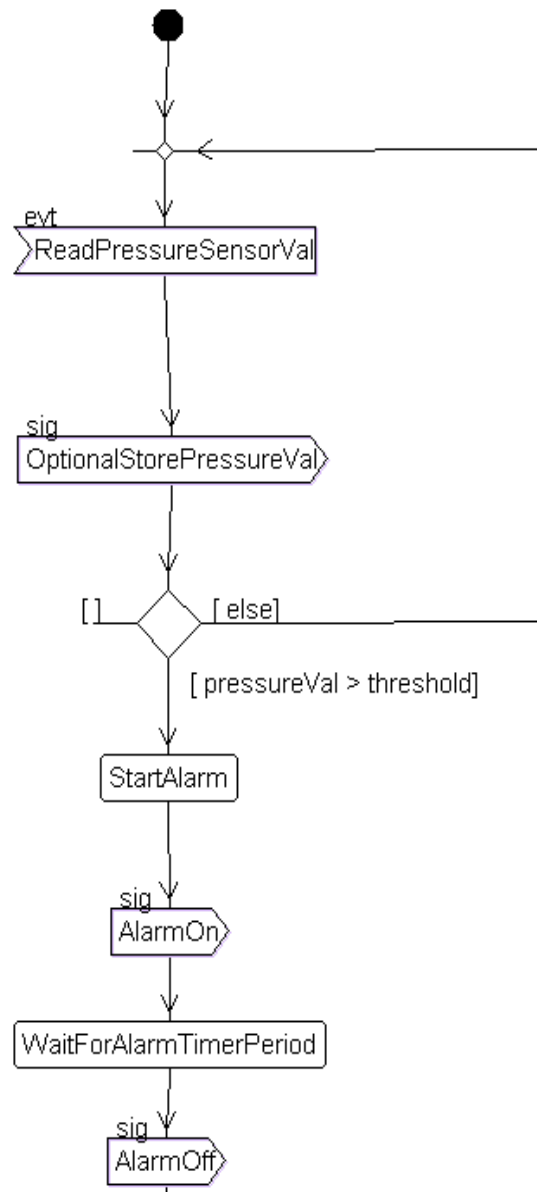 evt
ReadPressureSensorVal
sig
OptionalStorePressureVal
[ ] [ else]
[ pressureVal > threshold]
StartAlarm
sig
AlarmOn
WaitForAlarmTimerPeriod
sig
AlarmOff